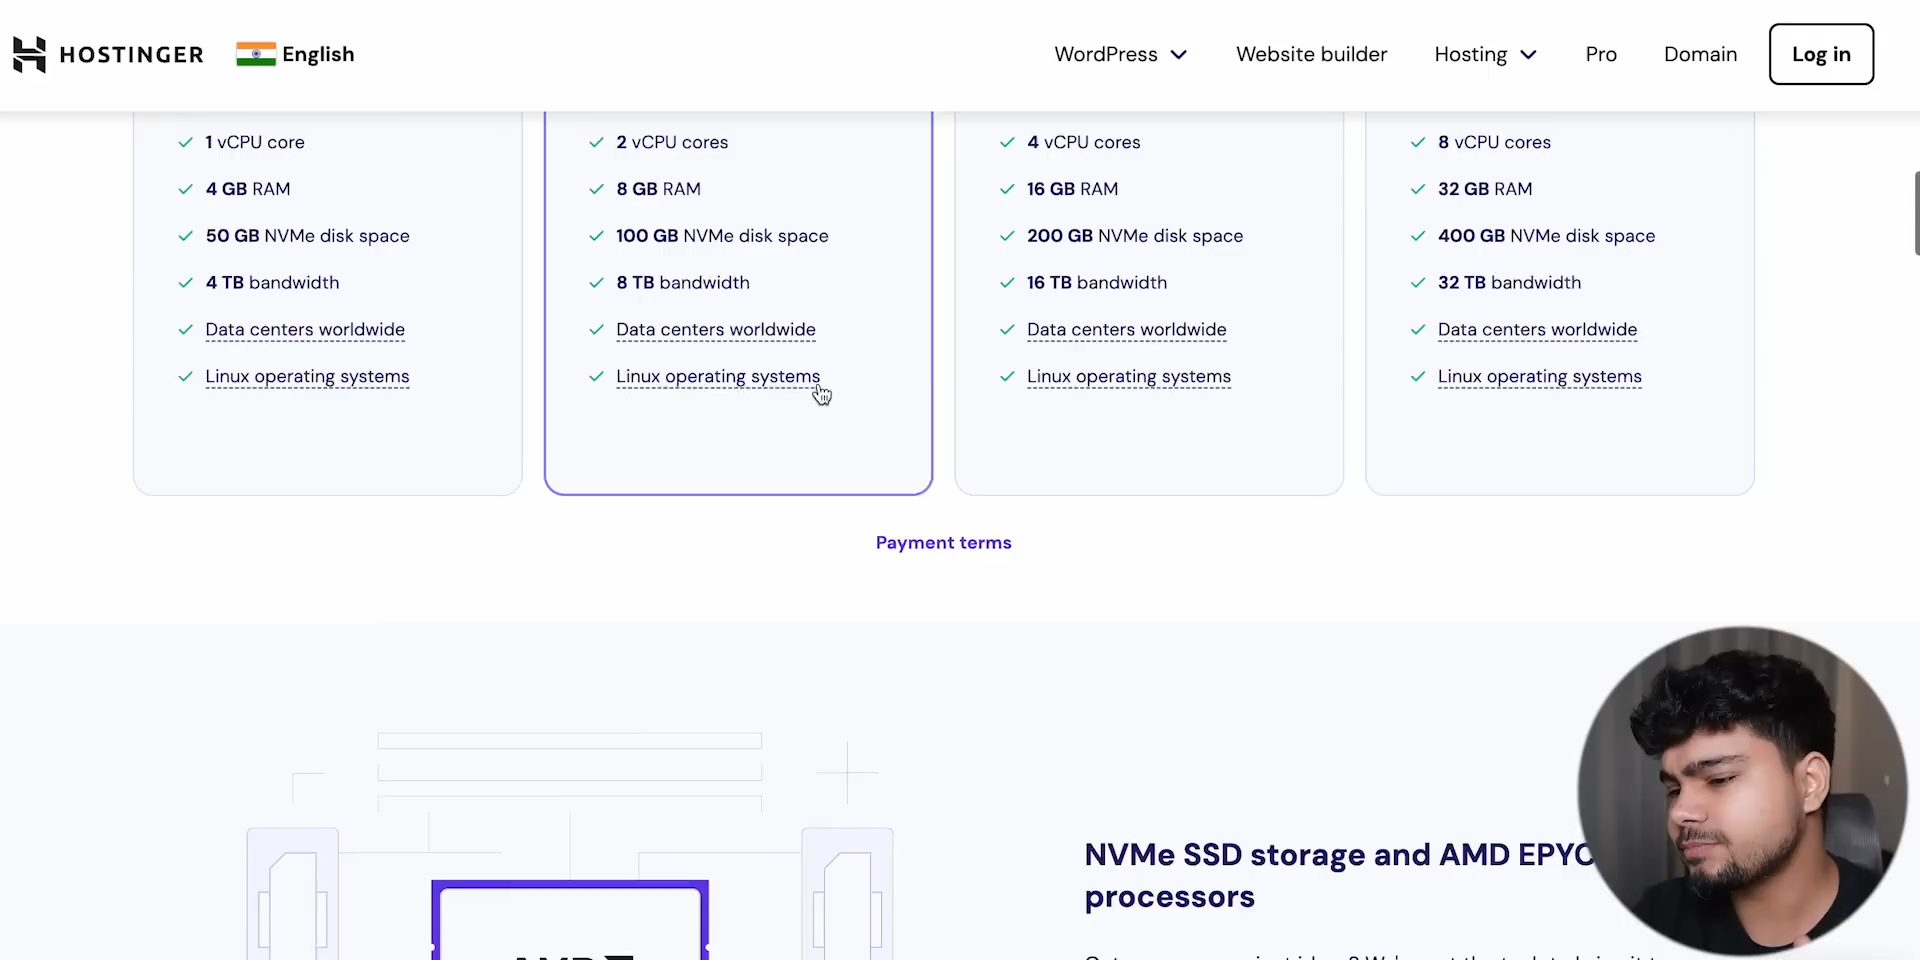 HOSTINGER
English
WordPress
Website builder
Hosting
Pro
Domain
Log in
1 vCPU core
4 GB RAM
50 GB NVMe disk space
4 TB bandwidth
Data centers worldwide
Linux operating systems
2 vCPU cores
8 GB RAM
100 GB NVMe disk space
8 TB bandwidth
Data centers worldwide
Linux operating systems
4 vCPU cores
16 GB RAM
200 GB NVMe disk space
16 TB bandwidth
Data centers worldwide
Linux operating systems
8 vCPU cores
32 GB RAM
400 GB NVMe disk space
32 TB bandwidth
Data centers worldwide
Linux operating systems
Payment terms
NVMe SSD storage and AMD EPYC
processors